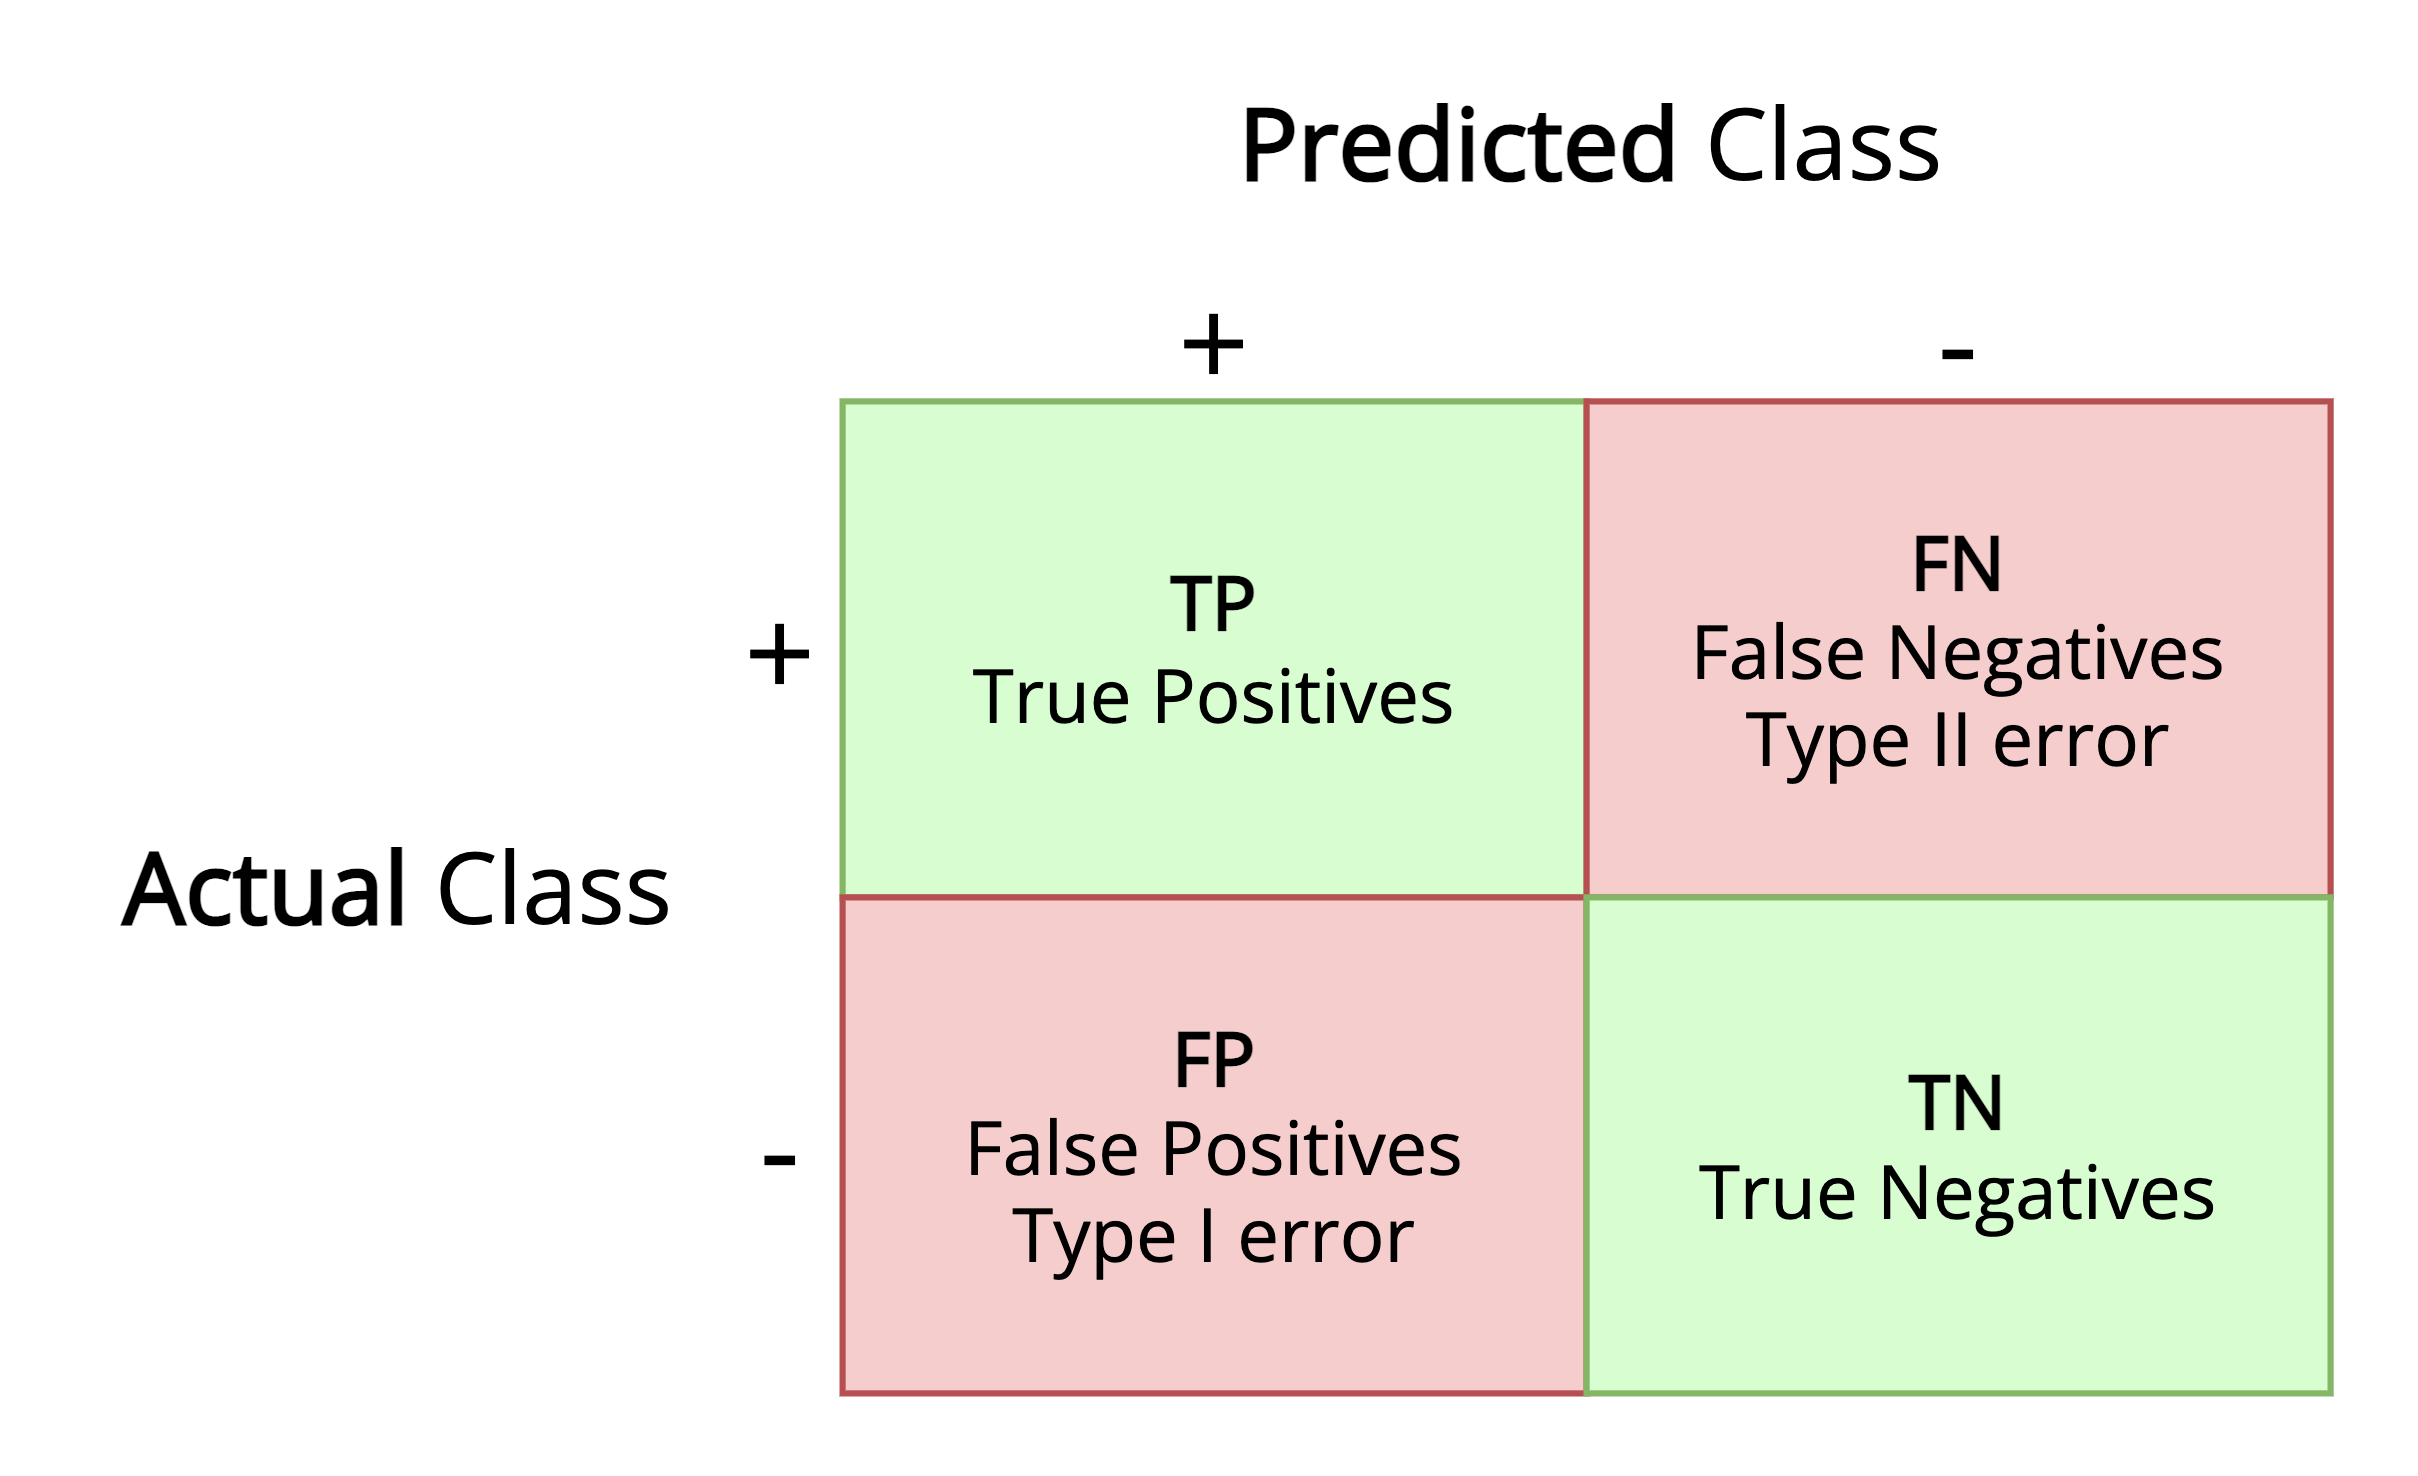 Predicted Class
+ -
+
TP
True Positives
FN
False Negatives
Type II error
Actual Class
-
FP
False Positives
Type I error
TN
True Negatives